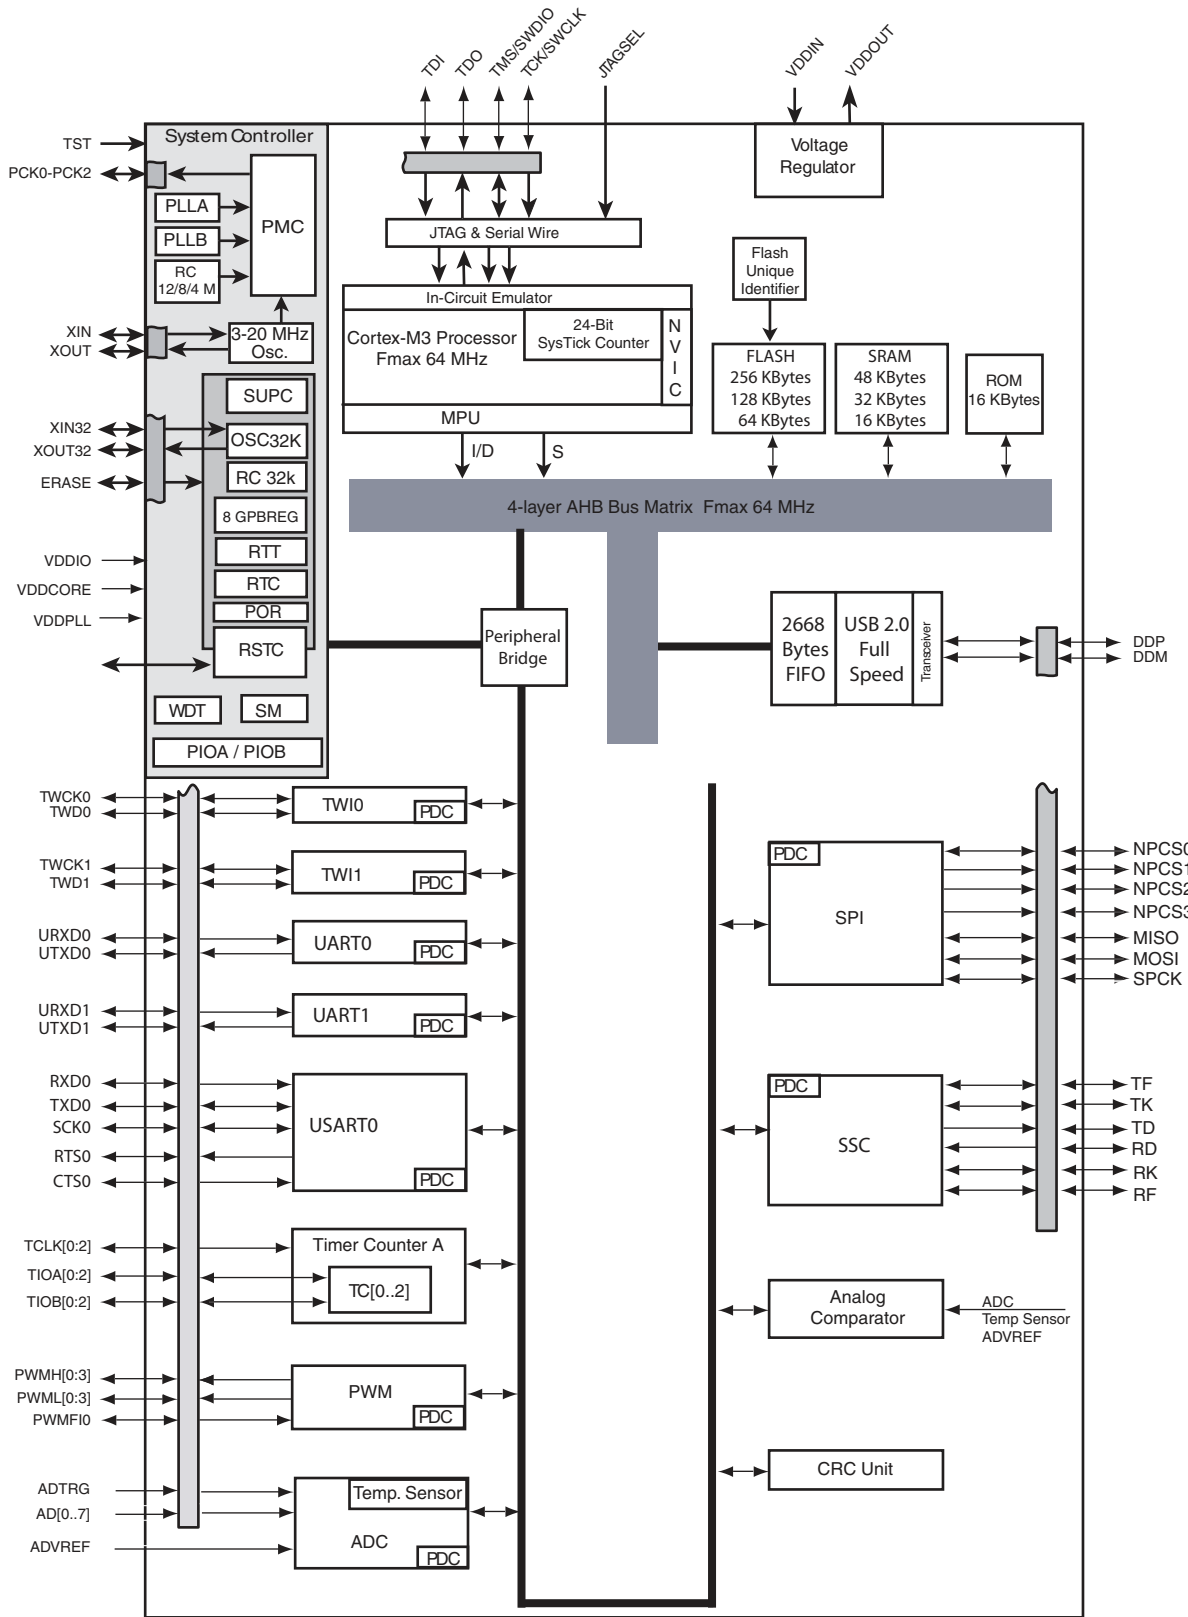 TDI
TDO
TMS/SWDIO
TCK/SWCLK
JTAGSEL
VDDIN
VDDOUT
TST
PCK0-PCK2
System Controller
PLLA
PLLB
RC
12/8/4 M
PMC
XIN
XOUT
3-20 MHz
Osc.
SUPC
XIN32
XOUT32
ERASE
OSC32K
RC 32k
8 GPBREG
RTT
RTC
POR
RSTC
VDDIO
VDDCORE
VDDPLL
WDT
SM
PIOA / PIOB
Voltage
Regulator
JTAG & Serial Wire
In-Circuit Emulator
Cortex-M3 Processor
Fmax 64 MHz
24-Bit
SysTick Counter
N
V
I
C
MPU
I/D
S
Flash
Unique
Identifier
FLASH
256 KBytes
128 KBytes
64 KBytes
SRAM
48 KBytes
32 KBytes
16 KBytes
ROM
16 KBytes
4-layer AHB Bus Matrix Fmax 64 MHz
Peripheral
Bridge
2668
Bytes
FIFO
USB 2.0
Full
Speed
Transceiver
DDP
DDM
TWCK0
TWD0
TWI0
PDC
TWCK1
TWD1
TWI1
PDC
URXD0
UTXD0
UART0
PDC
URXD1
UTXD1
UART1
PDC
RXD0
TXD0
SCK0
RTS0
CTS0
USART0
PDC
TCLK[0:2]
TIOA[0:2]
TIOB[0:2]
Timer Counter A
TC[0..2]
PWMH[0:3]
PWML[0:3]
PWMFI0
PWM
PDC
ADTRG
AD[0..7]
ADVREF
Temp. Sensor
ADC
PDC
PDC
SPI
NPCS0
NPCS1
NPCS2
NPCS3
MISO
MOSI
SPCK
PDC
SSC
TF
TK
TD
RD
RK
RF
Analog
Comparator
ADC
Temp Sensor
ADVREF
CRC Unit